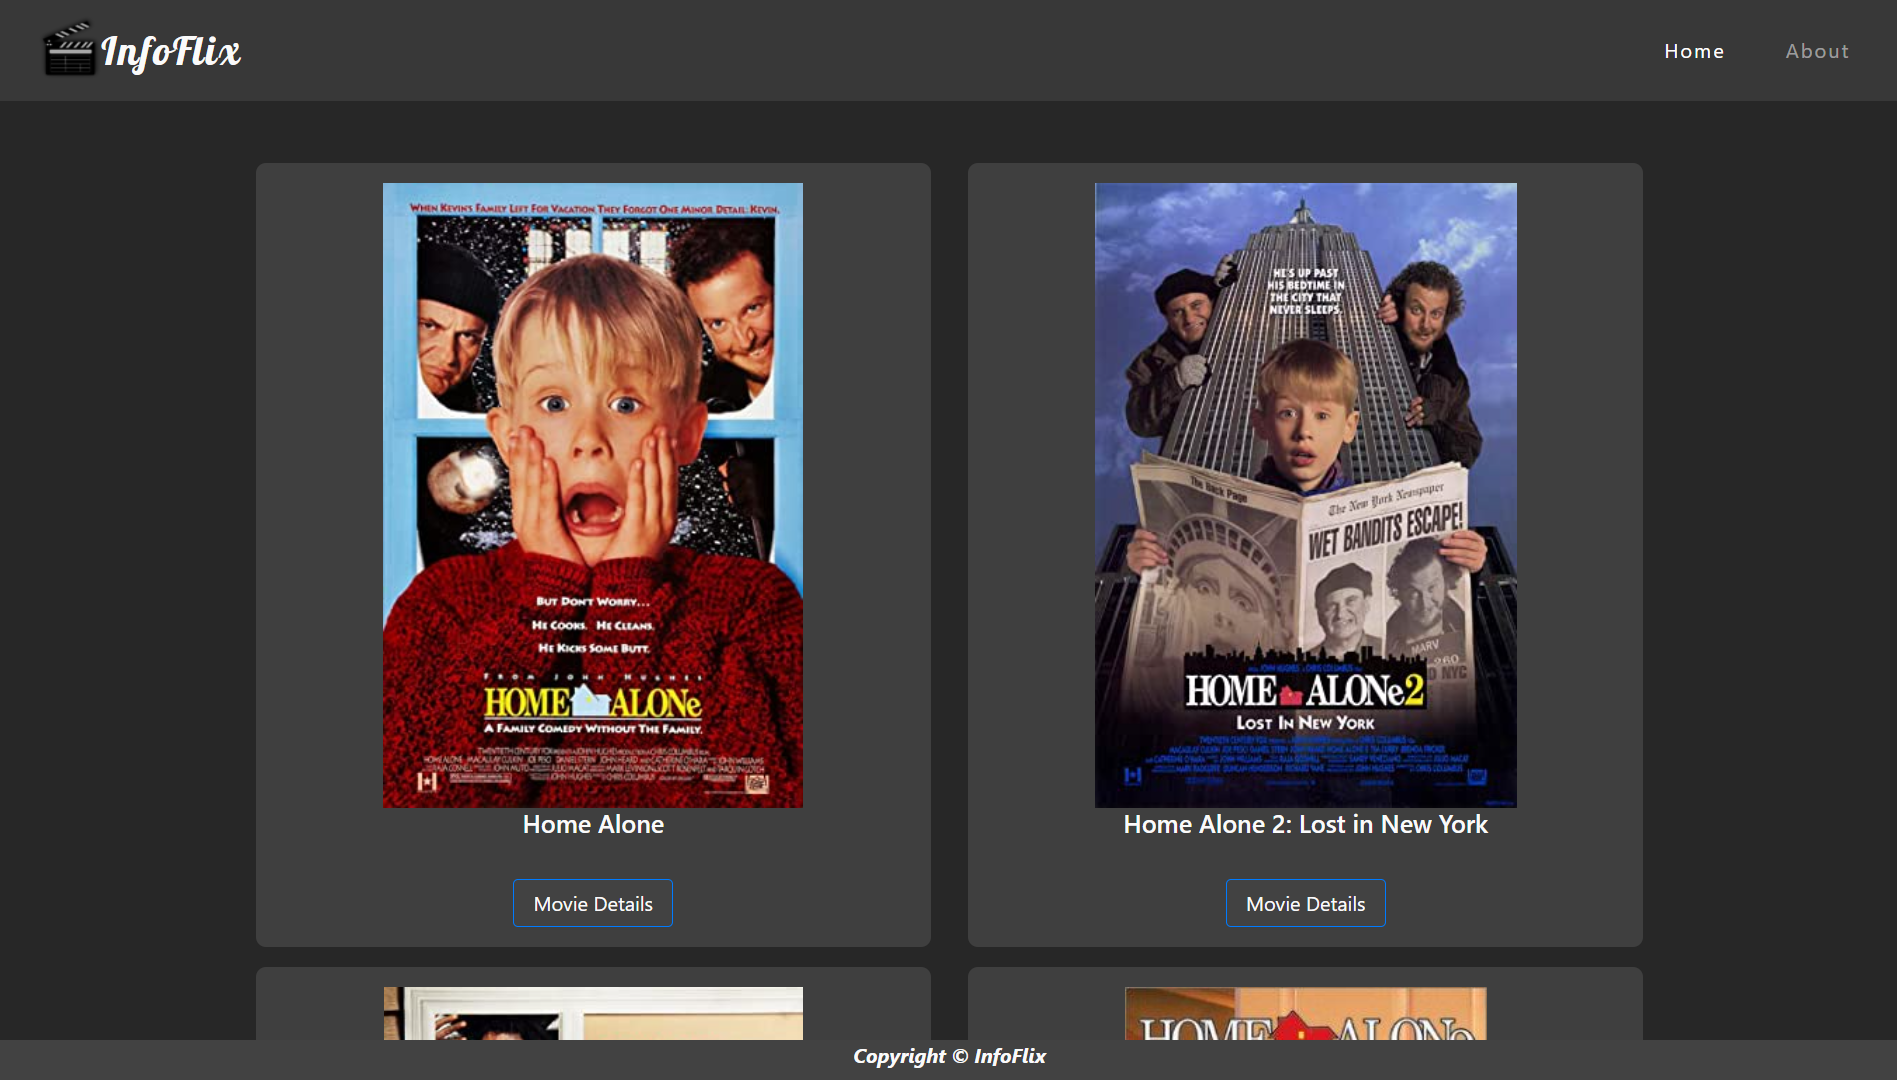 InfoFlix
Home
About
WHEN KEVIN'S FAMILY LEFT FOR VACATION, THEY FORGOT ONE MINOR DETAIL: KEVIN.
BUT DON'T WORRY...
HE COOKS. HE CLEANS.
HE KICKS SOME BUTT.
FROM JOHN HUGHES
HOME ALONe
A FAMILY COMEDY WITHOUT THE FAMILY.
Home Alone
Movie Details
HE'S UP PAST
HIS BEDTIME IN
THE CITY THAT
NEVER SLEEPS.
The Back Page
The New York Newspaper
WET BANDITS ESCAPE!
MARV
HOME ALONe2
LOST IN NEW YORK
Home Alone 2: Lost in New York
Movie Details
HOME ALONe
Copyright © InfoFlix